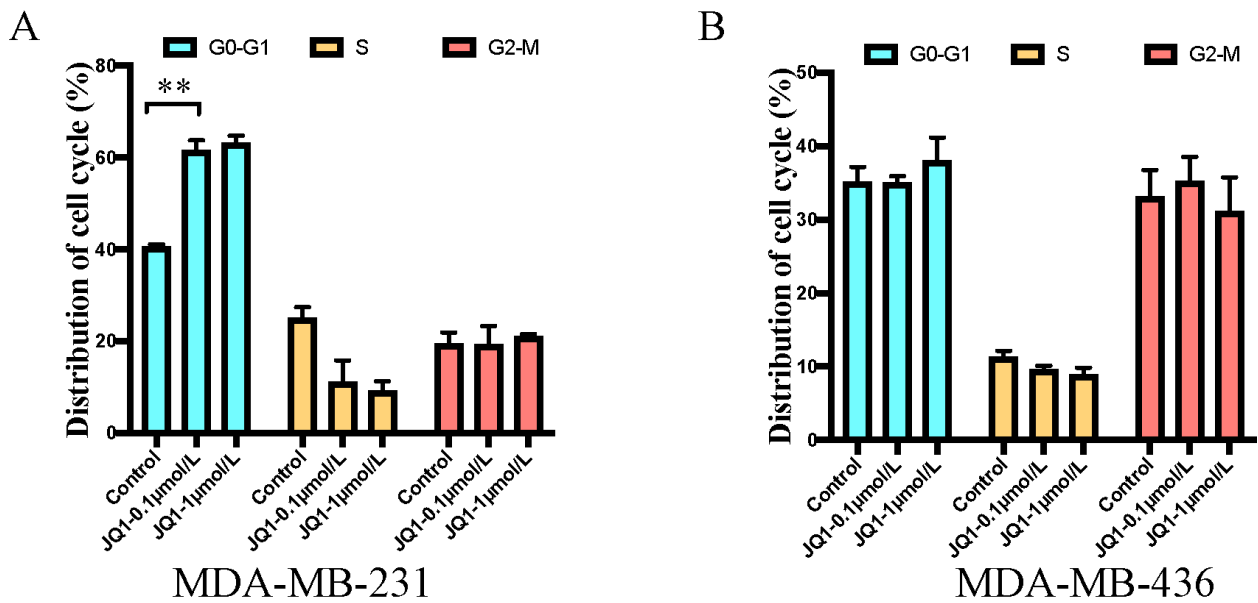 A
G0-G1
S
G2-M
Distribution of cell cycle (%)
80
60
40
20
0
**
Control
JQ1-0.1μmol/L
JQ1-1μmol/L
Control
JQ1-0.1μmol/L
JQ1-1μmol/L
Control
JQ1-0.1μmol/L
JQ1-1μmol/L
MDA-MB-231
B
G0-G1
S
G2-M
Distribution of cell cycle (%)
50
40
30
20
10
0
Control
JQ1-0.1μmol/L
JQ1-1μmol/L
Control
JQ1-0.1μmol/L
JQ1-1μmol/L
Control
JQ1-0.1μmol/L
JQ1-1μmol/L
MDA-MB-436